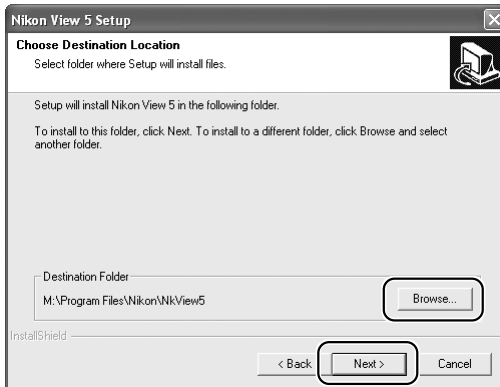 Nikon View 5 Setup
Choose Destination Location
Select folder where Setup will install files.
Setup will install Nikon View 5 in the following folder.
To install to this folder, click Next. To install to a different folder, click Browse and select
another folder.
Destination Folder
M:\Program Files\Nikon\NkView5
Browse...
InstallShield
< Back
Next >
Cancel